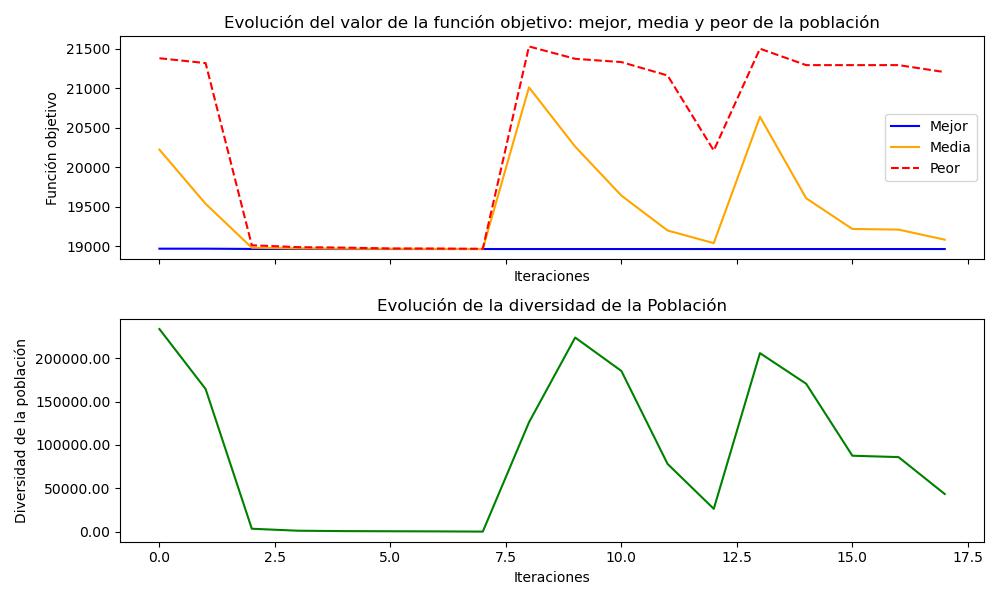 Evolución del valor de la función objetivo: mejor, media y peor de la población
21500
21000
20500
20000
19500
19000
Función objetivo
Mejor
Media
Peor
Iteraciones
Evolución de la diversidad de la Población
200000.00
150000.00
100000.00
50000.00
0.00
Diversidad de la población
0.0 2.5 5.0 7.5 10.0 12.5 15.0 17.5
Iteraciones